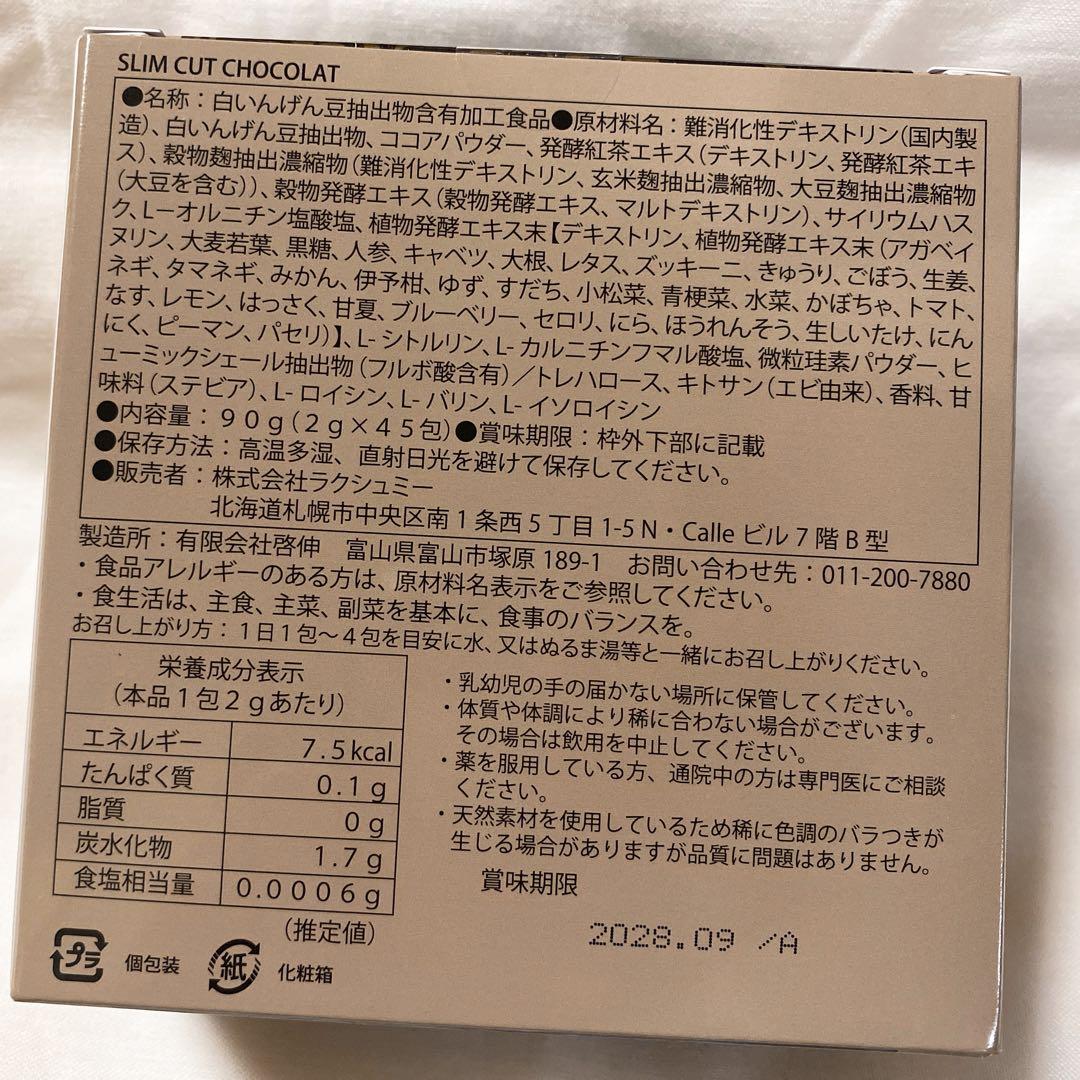 SLIM CUT CHOCOLAT
●名称：白いんげん豆抽出物含有加工食品●原材料名：難消化性デキストリン（国内製
造）、白いんげん豆抽出物、ココアパウダー、発酵紅茶エキス（デキストリン、発酵紅茶エキ
ス）、穀物麹抽出濃縮物（難消化性デキストリン、玄米麹抽出濃縮物、大豆麹抽出濃縮物
（大豆を含む））、穀物発酵エキス（穀物発酵エキス、マルトデキストリン）、サイリウムハス
ク、L－オルニチン塩酸塩、植物発酵エキス末【デキストリン、植物発酵エキス末（アガベイ
ヌリン、大麦若葉、黒糖、人参、キャベツ、大根、レタス、ズッキーニ、きゅうり、ごぼう、生姜、
ネギ、タマネギ、みかん、伊予柑、ゆず、すだち、小松菜、青梗菜、水菜、かぼちゃ、トマト、
なす、レモン、はっさく、甘夏、ブルーベリー、セロリ、にら、ほうれんそう、生しいたけ、にん
にく、ピーマン、パセリ）】、L-シトルリン、L-カルニチンフマル酸塩、微粒珪素パウダー、ヒ
ューミックシェール抽出物（フルボ酸含有）／トレハロース、キトサン（エビ由来）、香料、甘
味料（ステビア）、L-ロイシン、L-バリン、L-イソロイシン
●内容量：９０g（２g×４５包）●賞味期限：枠外下部に記載
●保存方法：高温多湿、直射日光を避けて保存してください。
●販売者：株式会社ラクシュミー
北海道札幌市中央区南１条西５丁目1-5 N・Calle ビル７階Ｂ型
製造所：有限会社啓伸　富山県富山市塚原 189-1　お問い合わせ先：011-200-7880
・食品アレルギーのある方は、原材料名表示をご参照してください。
・食生活は、主食、主菜、副菜を基本に、食事のバランスを。
お召し上がり方：１日１包～４包を目安に水、又はぬるま湯等と一緒にお召し上がりください。
栄養成分表示
（本品１包２gあたり）
エネルギー 7.5kcal
たんぱく質 0.1g
脂質 0g
炭水化物 1.7g
食塩相当量 0.0006g
（推定値）
・乳幼児の手の届かない場所に保管してください。
・体質や体調により稀に合わない場合がございます。
その場合は飲用を中止してください。
・薬を服用している方、通院中の方は専門医にご相談
ください。
・天然素材を使用しているため稀に色調のバラつきが
生じる場合がありますが品質に問題はありません。
賞味期限
2028.09 /A
プラ 個包装 紙 化粧箱